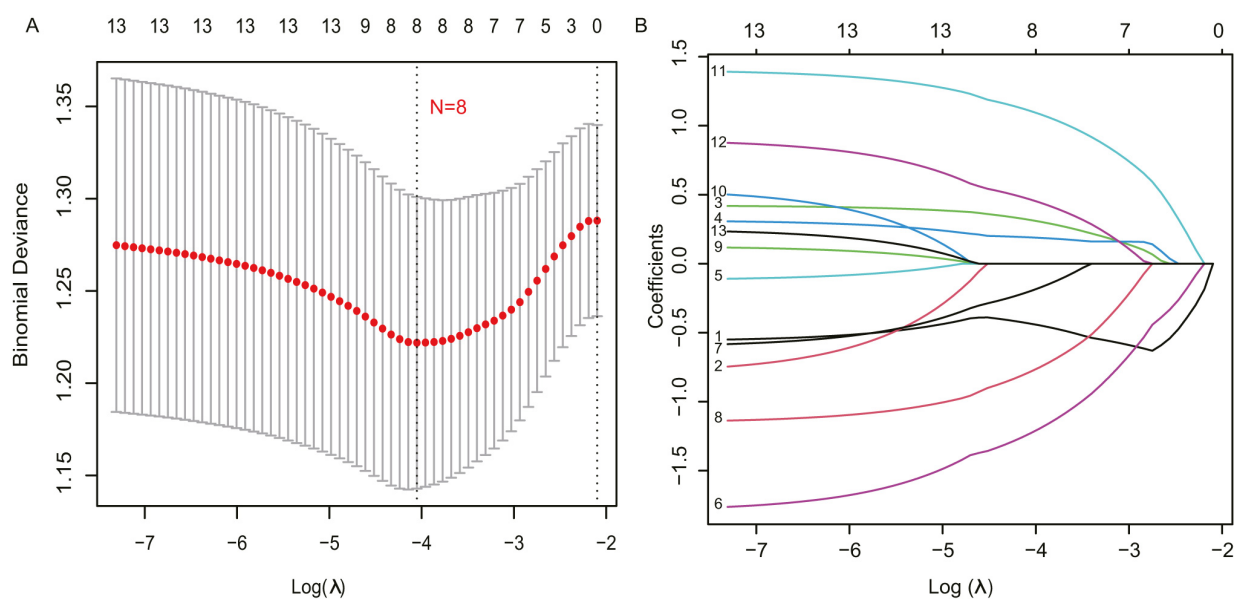 A
13 13 13 13 13 13 9 8 8 8 8 7 7 5 3 0
N=8
1.35
1.30
1.25
1.20
1.15
Binomial Deviance
−7 −6 −5 −4 −3 −2
Log(λ)
B
13 13 13 8 7 0
1.5
1.0
0.5
0.0
−0.5
−1.0
−1.5
Coefficients
11
12
10
3
4
13
9
5
1
7
2
8
6
−7 −6 −5 −4 −3 −2
Log (λ)